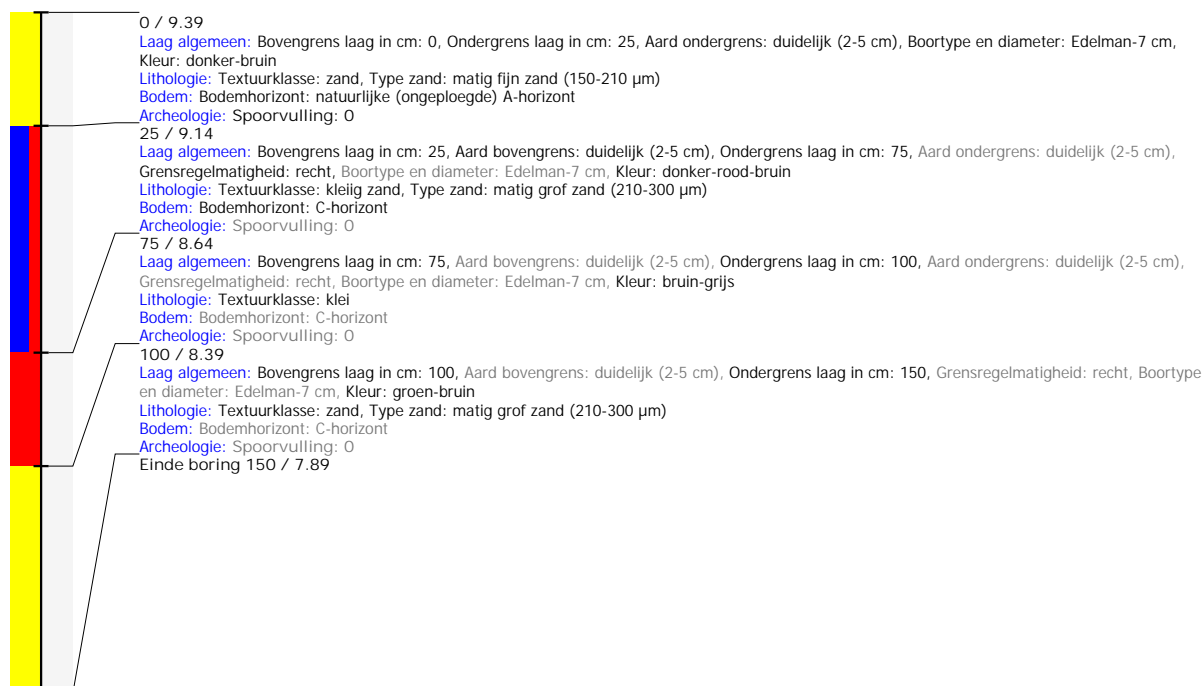 0 / 9.39
Laag algemeen: Bovengrens laag in cm: 0, Ondergrens laag in cm: 25, Aard ondergrens: duidelijk (2-5 cm), Boortype en diameter: Edelman-7 cm,
Kleur: donker-bruin
Lithologie: Textuurklasse: zand, Type zand: matig fijn zand (150-210 µm)
Bodem: Bodemhorizont: natuurlijke (ongeploegde) A-horizont
Archeologie: Spoorvulling: 0
25 / 9.14
Laag algemeen: Bovengrens laag in cm: 25, Aard bovengrens: duidelijk (2-5 cm), Ondergrens laag in cm: 75, Aard ondergrens: duidelijk (2-5 cm),
Grensregelmatigheid: recht, Boortype en diameter: Edelman-7 cm, Kleur: donker-rood-bruin
Lithologie: Textuurklasse: kleiig zand, Type zand: matig grof zand (210-300 µm)
Bodem: Bodemhorizont: C-horizont
Archeologie: Spoorvulling: 0
75 / 8.64
Laag algemeen: Bovengrens laag in cm: 75, Aard bovengrens: duidelijk (2-5 cm), Ondergrens laag in cm: 100, Aard ondergrens: duidelijk (2-5 cm),
Grensregelmatigheid: recht, Boortype en diameter: Edelman-7 cm, Kleur: bruin-grijs
Lithologie: Textuurklasse: klei
Bodem: Bodemhorizont: C-horizont
Archeologie: Spoorvulling: 0
100 / 8.39
Laag algemeen: Bovengrens laag in cm: 100, Aard bovengrens: duidelijk (2-5 cm), Ondergrens laag in cm: 150, Grensregelmatigheid: recht, Boortype
en diameter: Edelman-7 cm, Kleur: groen-bruin
Lithologie: Textuurklasse: zand, Type zand: matig grof zand (210-300 µm)
Bodem: Bodemhorizont: C-horizont
Archeologie: Spoorvulling: 0
Einde boring 150 / 7.89